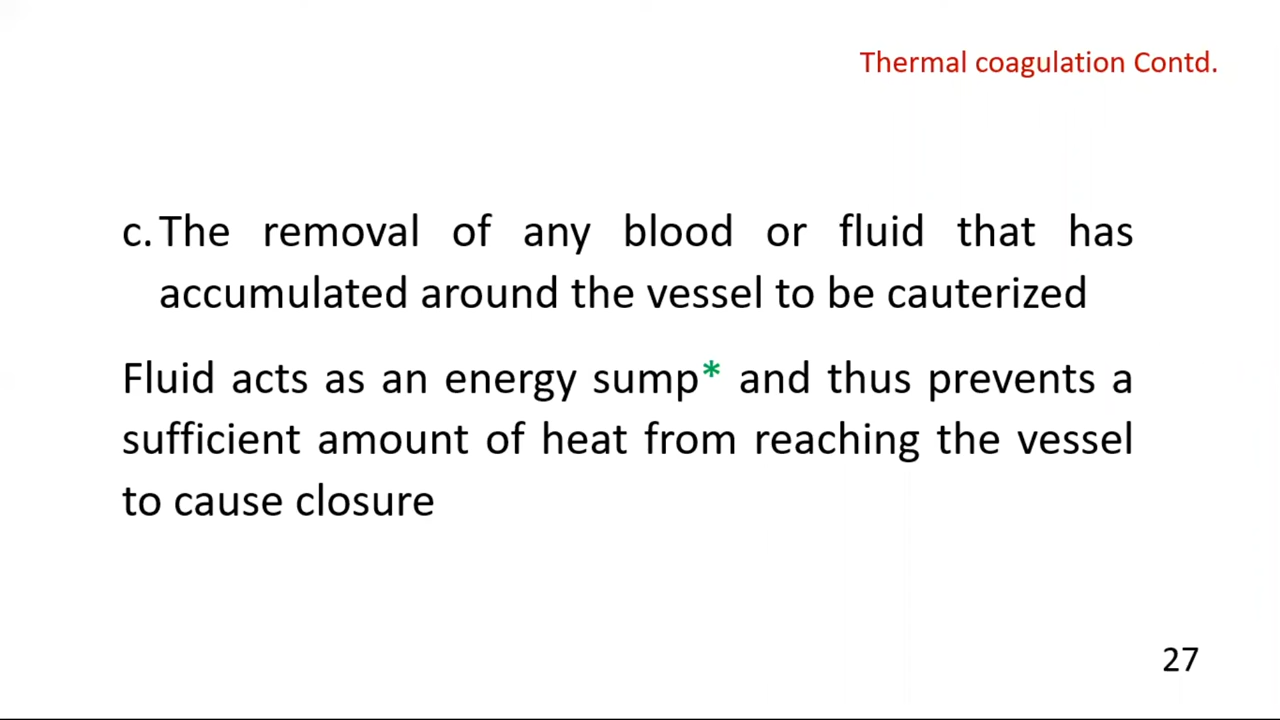 Thermal coagulation Contd.
c. The removal of any blood or fluid that has
accumulated around the vessel to be cauterized
Fluid acts as an energy sump* and thus prevents a
sufficient amount of heat from reaching the vessel
to cause closure
27